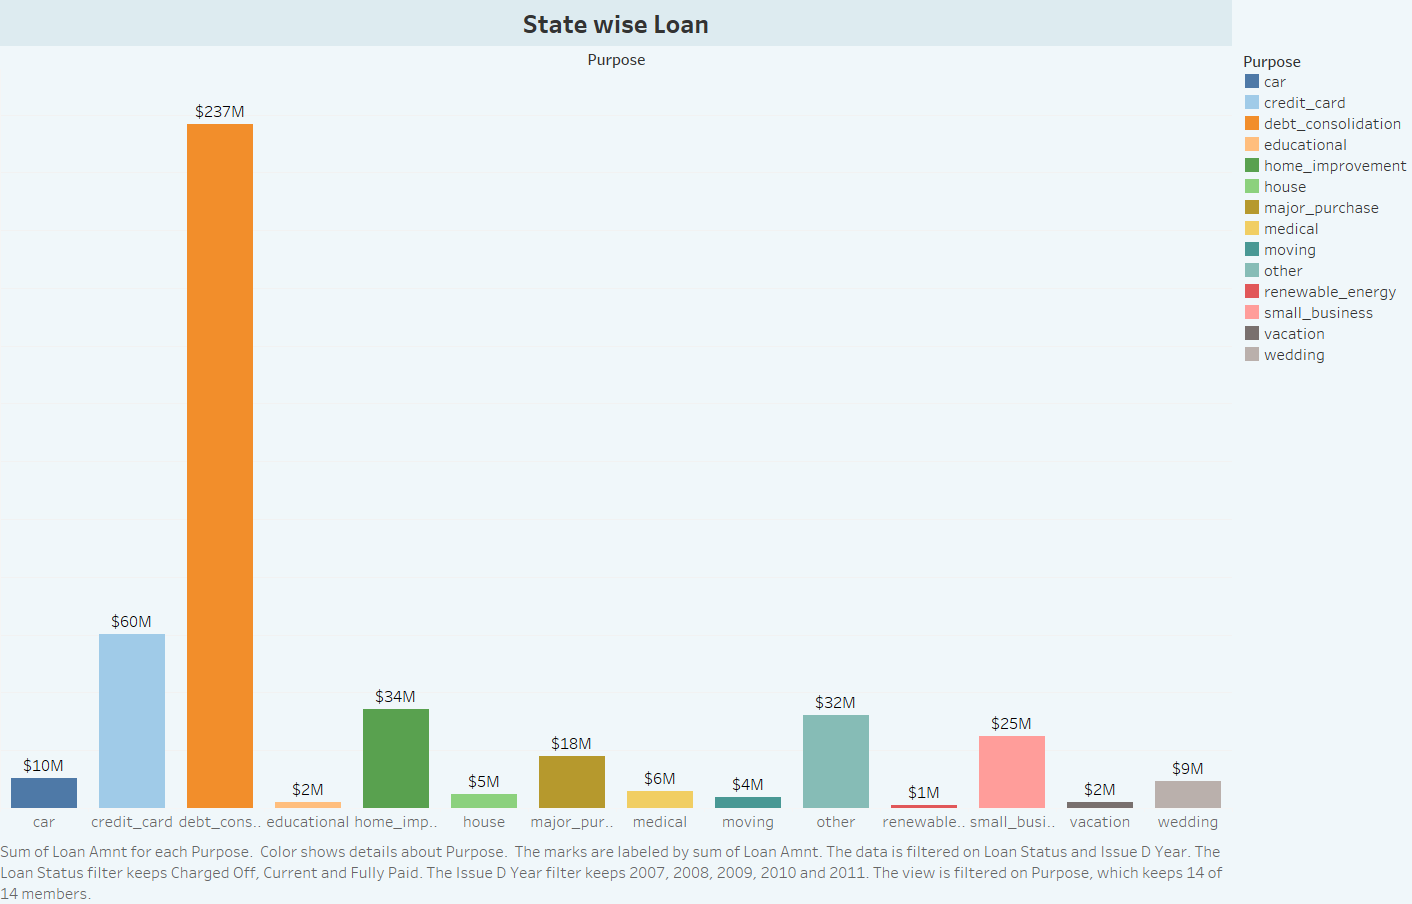 State wise Loan
Purpose
$237M
$60M
$34M
$32M
$25M
$18M
$10M
$9M
$6M
$5M
$4M
$2M
$2M
$1M
car credit_card debt_cons.. educational home_imp.. house major_pur.. medical moving other renewable.. small_busi.. vacation wedding
Sum of Loan Amnt for each Purpose. Color shows details about Purpose. The marks are labeled by sum of Loan Amnt. The data is filtered on Loan Status and Issue D Year. The
Loan Status filter keeps Charged Off, Current and Fully Paid. The Issue D Year filter keeps 2007, 2008, 2009, 2010 and 2011. The view is filtered on Purpose, which keeps 14 of
14 members.
Purpose
car
credit_card
debt_consolidation
educational
home_improvement
house
major_purchase
medical
moving
other
renewable_energy
small_business
vacation
wedding